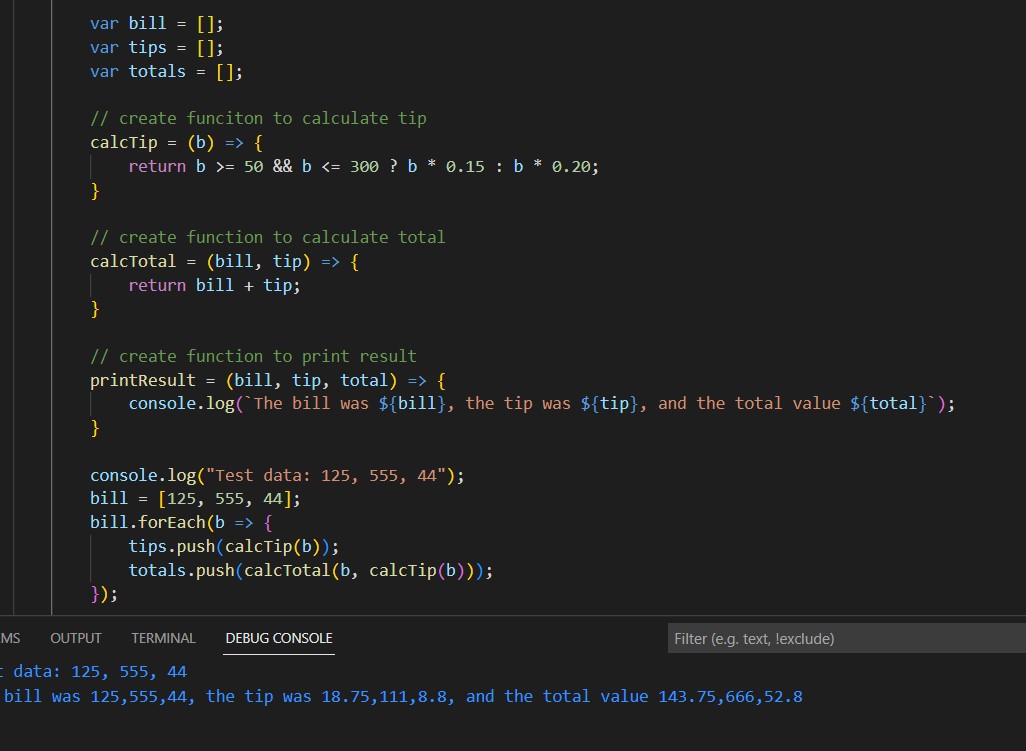 var bill = [];
var tips = [];
var totals = [];
// create funciton to calculate tip
calcTip = (b) => {
return b >= 50 && b <= 300 ? b * 0.15 : b * 0.20;
}
// create function to calculate total
calcTotal = (bill, tip) => {
return bill + tip;
}
// create function to print result
printResult = (bill, tip, total) => {
console.log(`The bill was ${bill}, the tip was ${tip}, and the total value ${total}`);
}
console.log("Test data: 125, 555, 44");
bill = [125, 555, 44];
bill.forEach(b => {
tips.push(calcTip(b));
totals.push(calcTotal(b, calcTip(b)));
});
MS OUTPUT TERMINAL DEBUG CONSOLE Filter (e.g. text, !exclude)
t data: 125, 555, 44
bill was 125,555,44, the tip was 18.75,111,8.8, and the total value 143.75,666,52.8